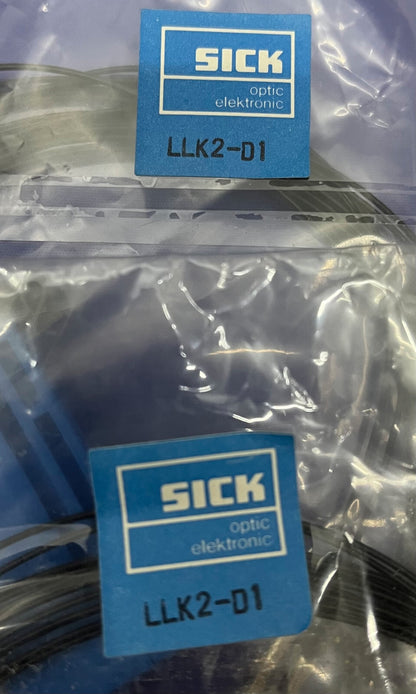 SICK
optic
elektronic
LLK2-D1
SICK
optic
elektronic
LLK2-D1